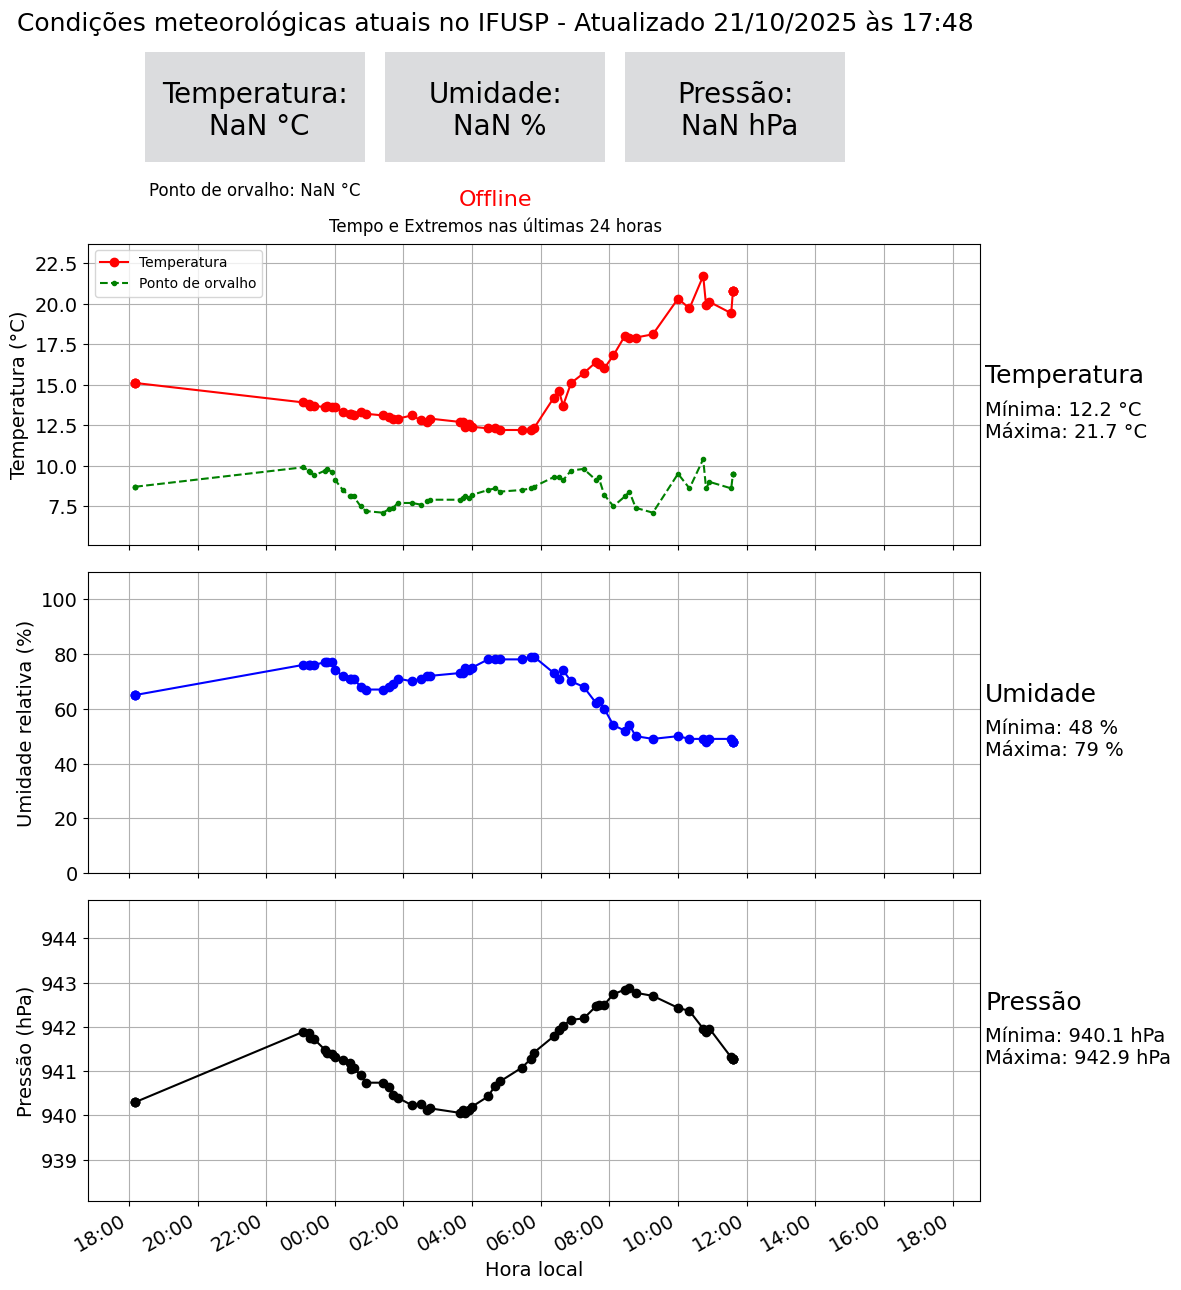 Condições meteorológicas atuais no IFUSP - Atualizado 21/10/2025 às 17:48
Temperatura:
NaN °C
Umidade:
NaN %
Pressão:
NaN hPa
Ponto de orvalho: NaN °C
Offline
Tempo e Extremos nas últimas 24 horas
Temperatura
Ponto de orvalho
Temperatura (°C)
22.5
20.0
17.5
15.0
12.5
10.0
7.5
Temperatura
Mínima: 12.2 °C
Máxima: 21.7 °C
Umidade relativa (%)
100
80
60
40
20
0
Umidade
Mínima: 48 %
Máxima: 79 %
Pressão (hPa)
944
943
942
941
940
939
Pressão
Mínima: 940.1 hPa
Máxima: 942.9 hPa
18:00
20:00
22:00
00:00
02:00
04:00
06:00
08:00
10:00
12:00
14:00
16:00
18:00
Hora local